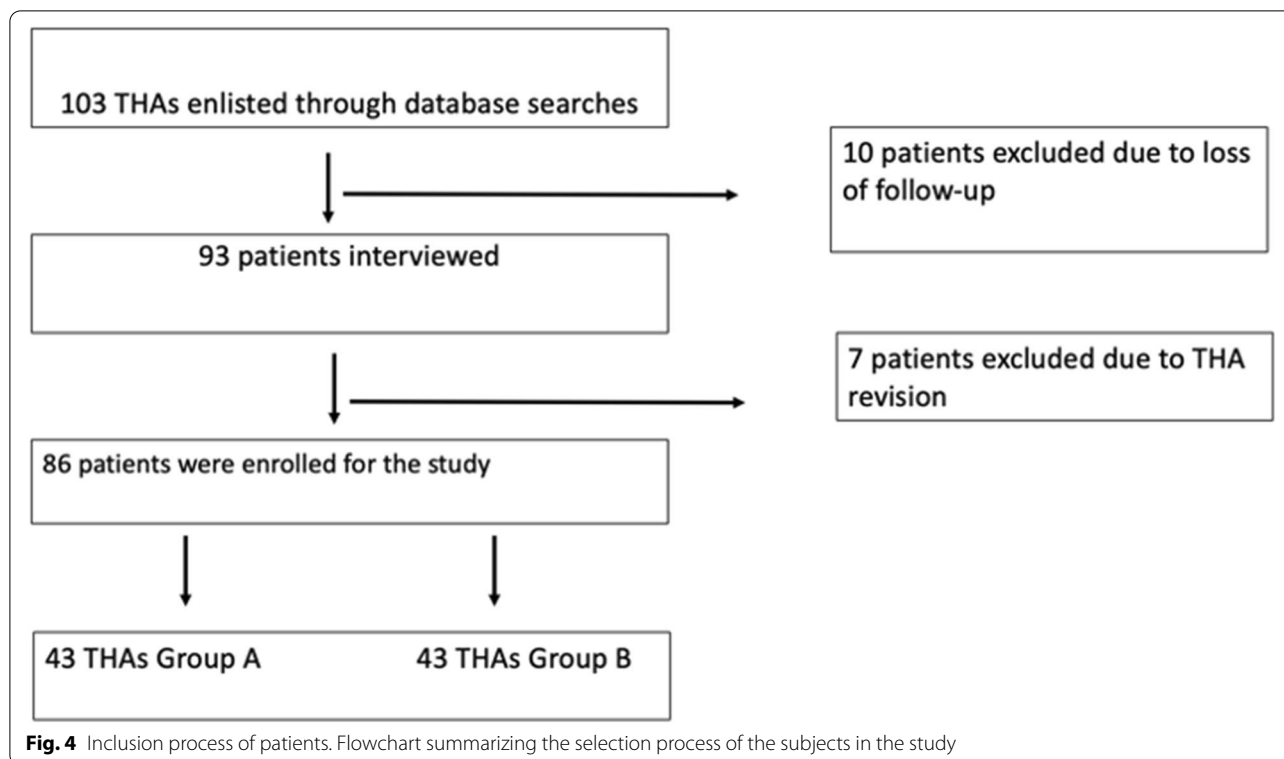 103 THAs enlisted through database searches
10 patients excluded due to loss
of follow-up
93 patients interviewed
7 patients excluded due to THA
revision
86 patients were enrolled for the study
43 THAs Group A
43 THAs Group B
Fig. 4 Inclusion process of patients. Flowchart summarizing the selection process of the subjects in the study